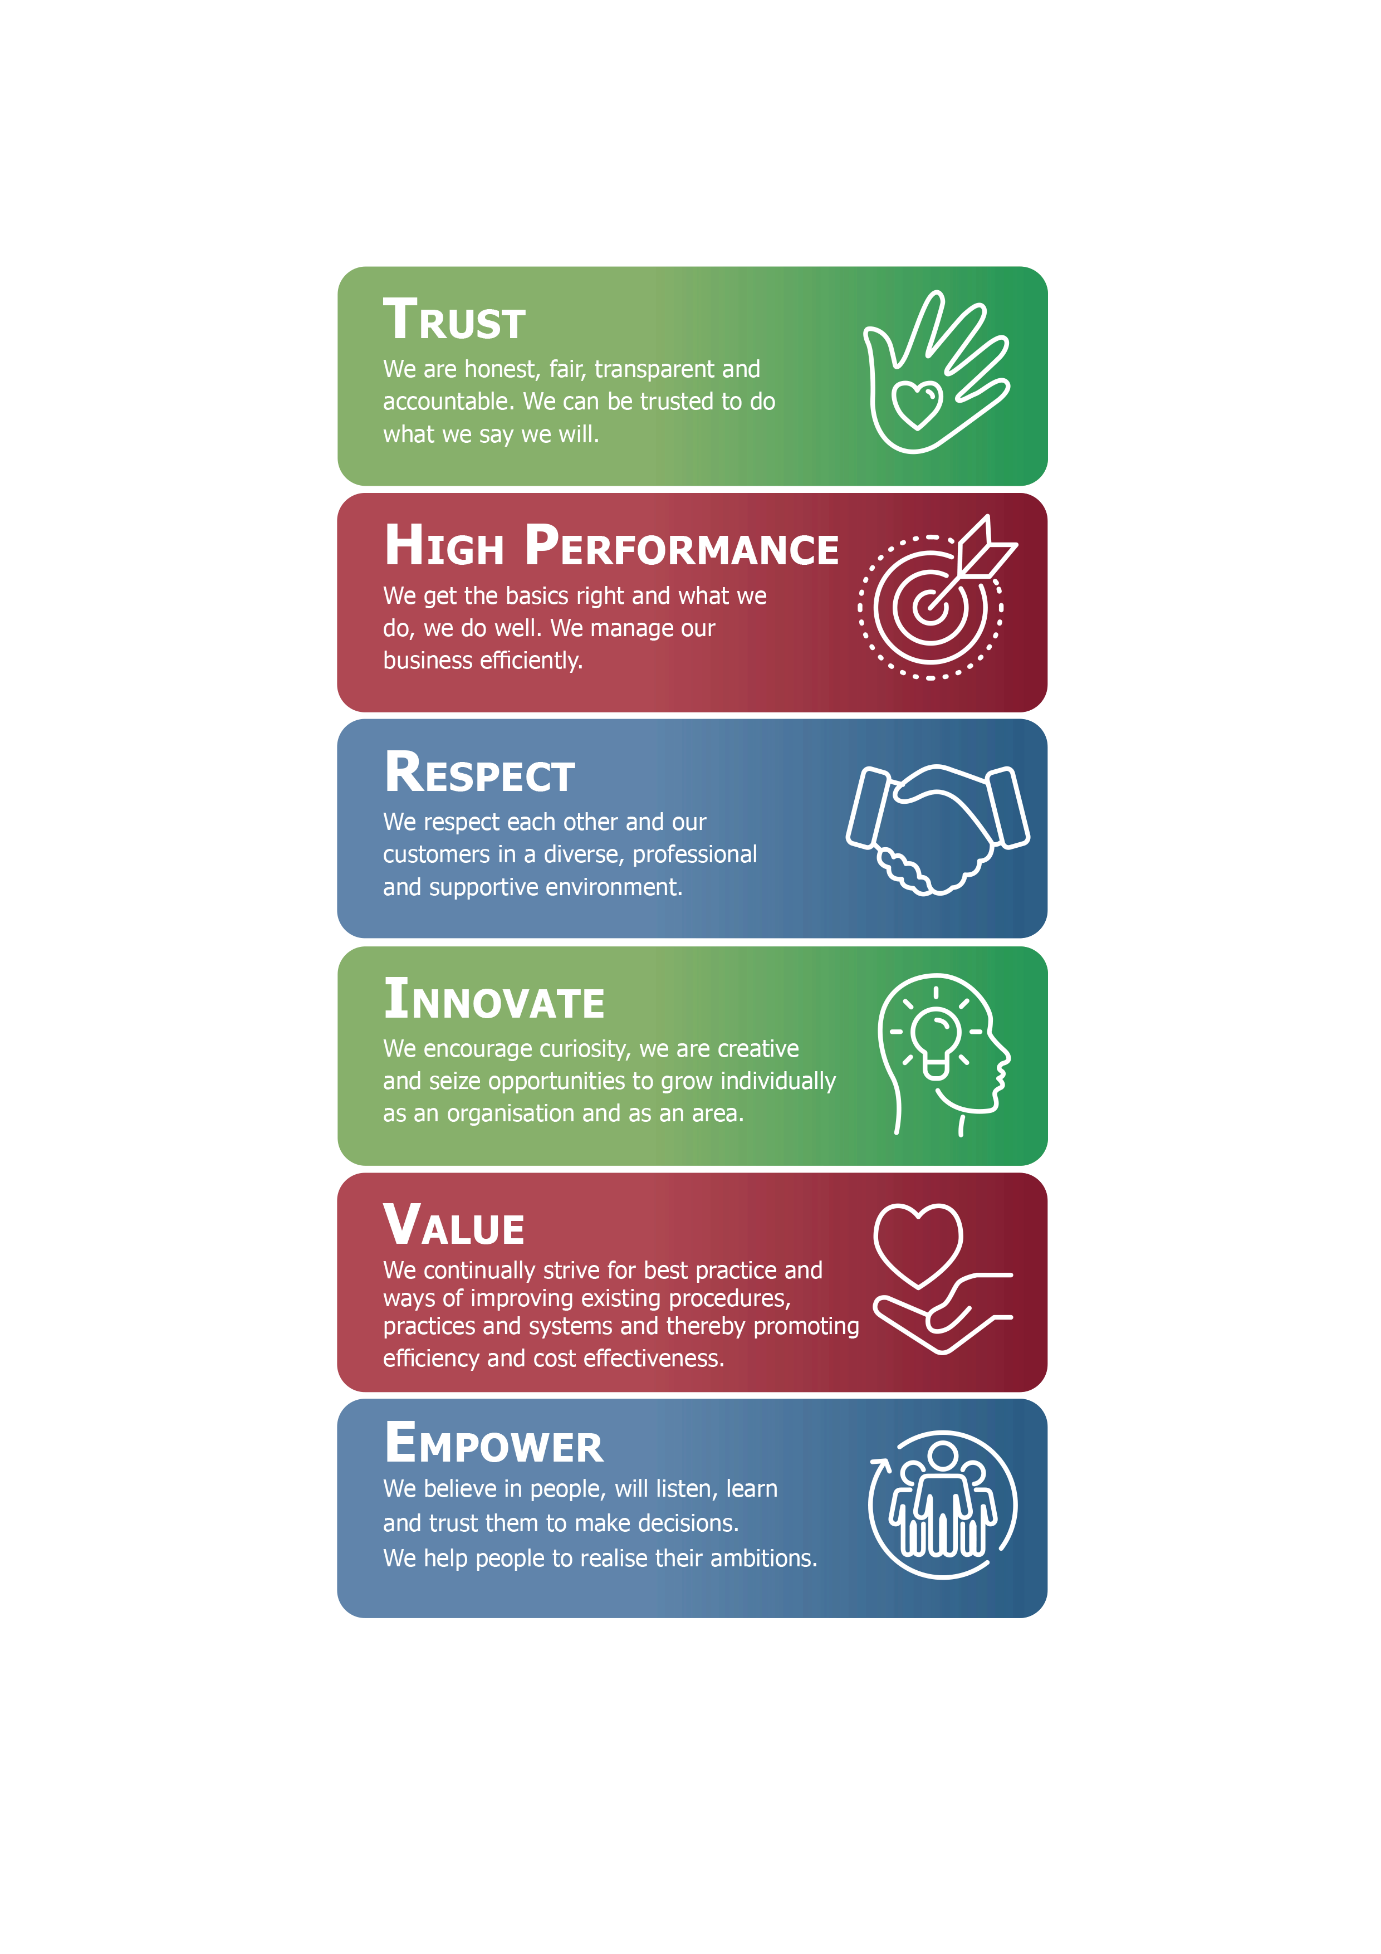 TRUST
We are honest, fair, transparent and
accountable. We can be trusted to do
what we say we will.
HIGH PERFORMANCE
We get the basics right and what we
do, we do well. We manage our
business efficiently.
RESPECT
We respect each other and our
customers in a diverse, professional
and supportive environment.
INNOVATE
We encourage curiosity, we are creative
and seize opportunities to grow individually
as an organisation and as an area.
VALUE
We continually strive for best practice and
ways of improving existing procedures,
practices and systems and thereby promoting
efficiency and cost effectiveness.
EMPOWER
We believe in people, will listen, learn
and trust them to make decisions.
We help people to realise their ambitions.